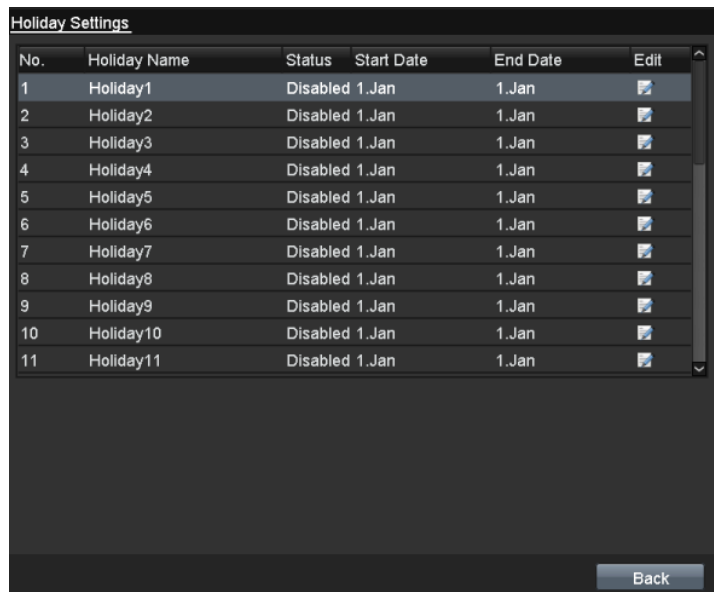 Holiday Settings
No. Holiday Name Status Start Date End Date Edit
1 Holiday1 Disabled 1.Jan 1.Jan
2 Holiday2 Disabled 1.Jan 1.Jan
3 Holiday3 Disabled 1.Jan 1.Jan
4 Holiday4 Disabled 1.Jan 1.Jan
5 Holiday5 Disabled 1.Jan 1.Jan
6 Holiday6 Disabled 1.Jan 1.Jan
7 Holiday7 Disabled 1.Jan 1.Jan
8 Holiday8 Disabled 1.Jan 1.Jan
9 Holiday9 Disabled 1.Jan 1.Jan
10 Holiday10 Disabled 1.Jan 1.Jan
11 Holiday11 Disabled 1.Jan 1.Jan
Back